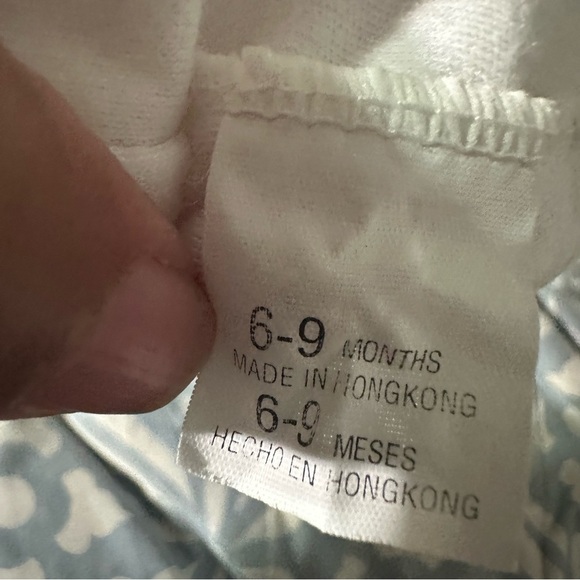 6-9 MONTHS
MADE IN HONGKONG
6-9 MESES
HECHO EN HONGKONG